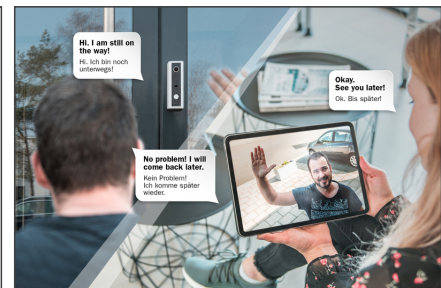 Hi. I am still on
the way!
Hi. Ich bin noch
unterwegs!
Okay.
See you later!
Ok. Bis später!
No problem! I will
come back later.
Kein Problem!
Ich komme später
wieder.